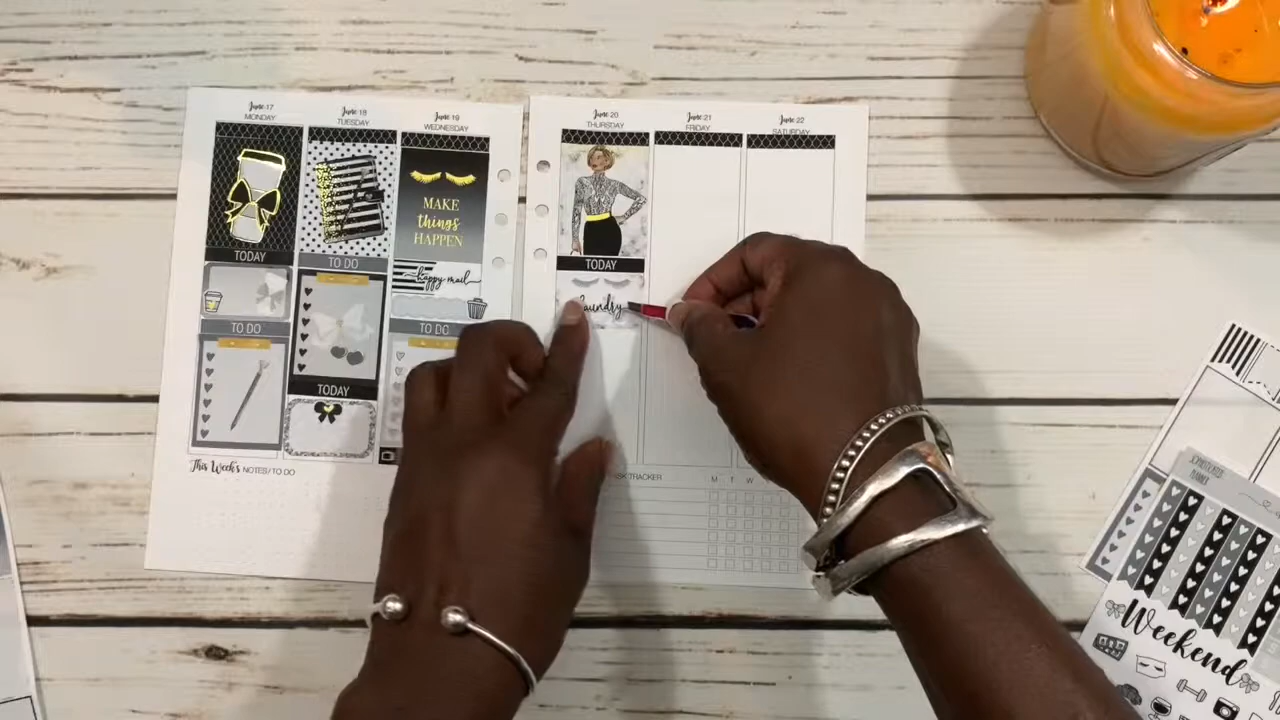 June 17
MONDAY
June 18
TUESDAY
June 19
WEDNESDAY
MAKE
things
HAPPEN
TODAY
TO DO
happy mail
TO DO
TO DO
TODAY
This Week's NOTES/TO DO
June 20
THURSDAY
June 21
FRIDAY
June 22
SATURDAY
TODAY
laundry
TRACKER
M T W
Weekend